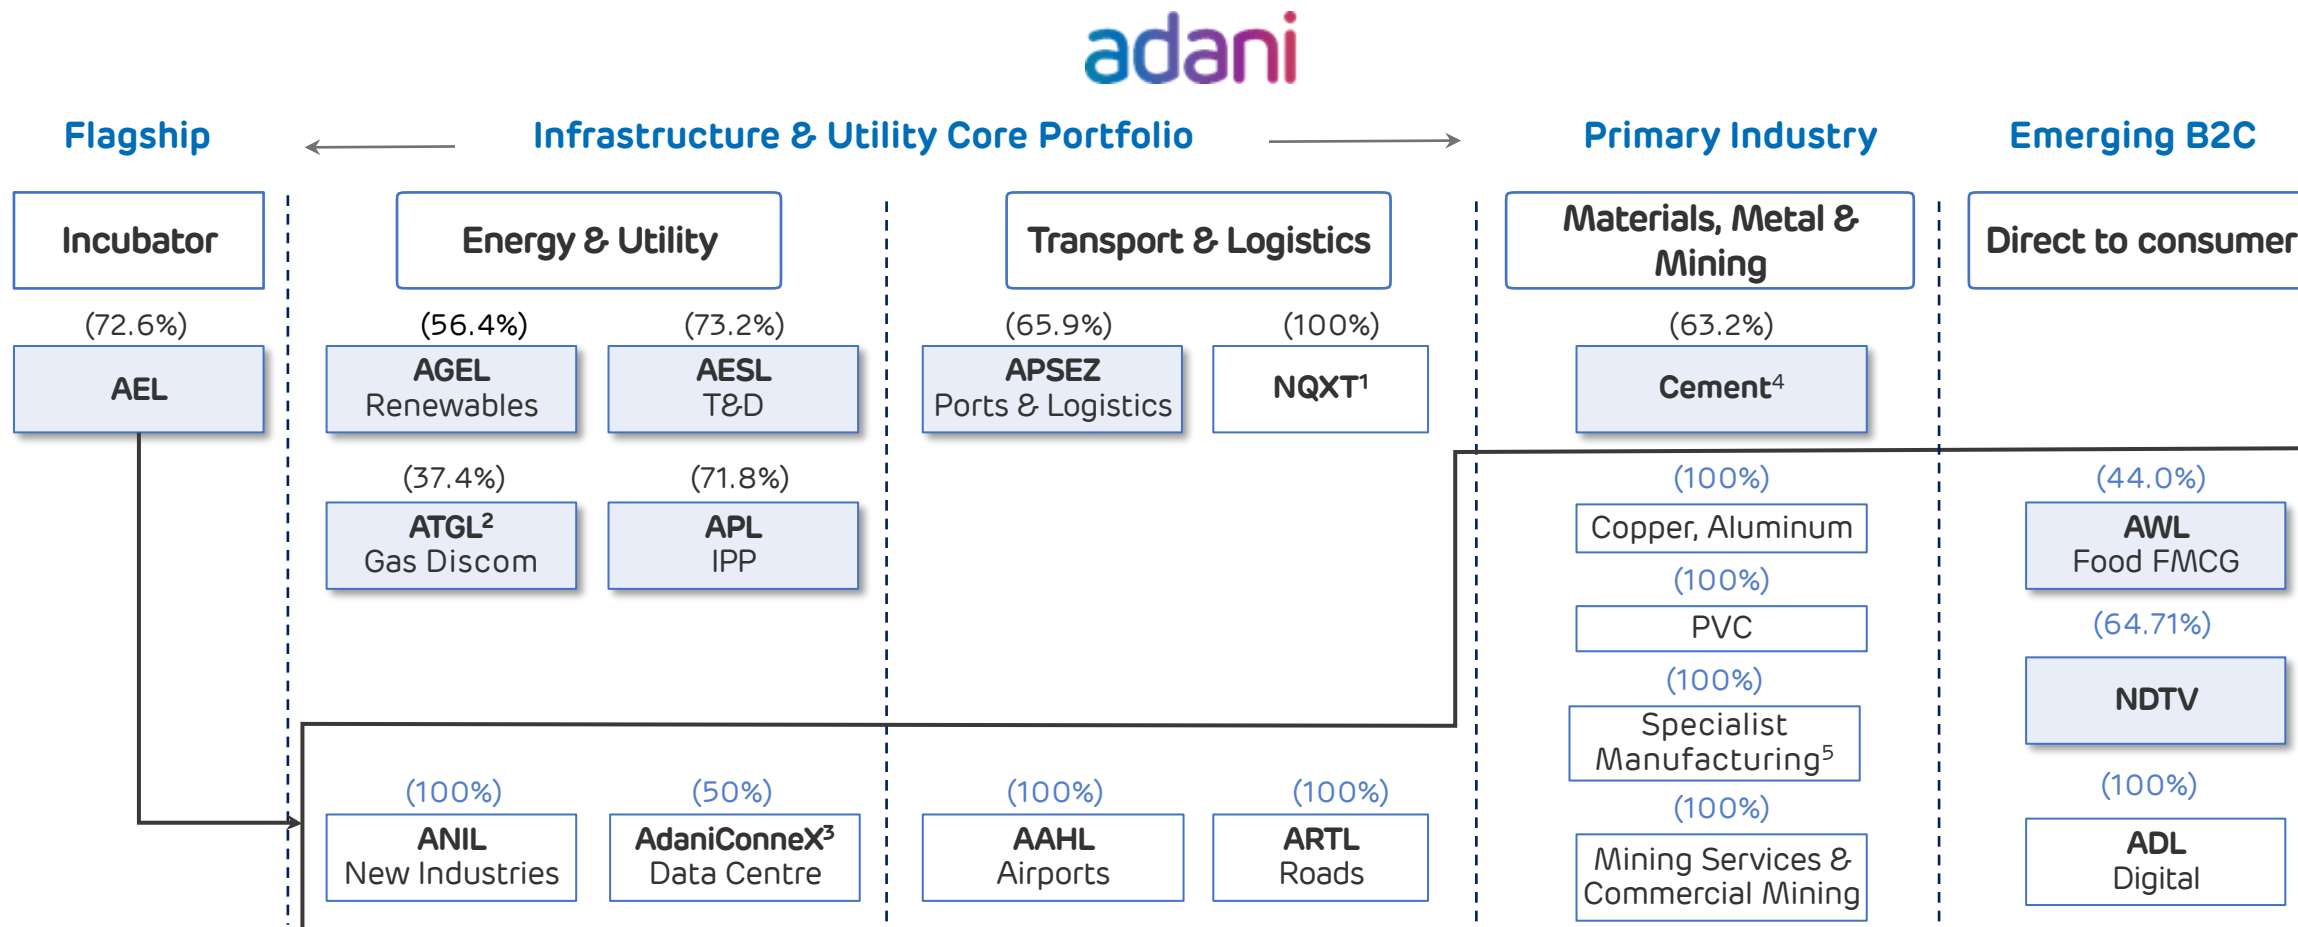 adani
Flagship
Infrastructure & Utility Core Portfolio
Primary Industry
Emerging B2C
Incubator
Energy & Utility
Transport & Logistics
Materials, Metal &
Mining
Direct to consumer
(72.6%)
(56.4%)
(73.2%)
(65.9%)
(100%)
(63.2%)
AEL
AGEL
Renewables
AESL
T&D
APSEZ
Ports & Logistics
NQXT¹
Cement⁴
(37.4%)
(71.8%)
(100%)
(44.0%)
ATGL²
Gas Discom
APL
IPP
Copper, Aluminum
AWL
Food FMCG
(100%)
PVC
(64.71%)
NDTV
(100%)
Specialist
Manufacturing⁵
(100%)
(50%)
(100%)
(100%)
(100%)
(100%)
ANIL
New Industries
AdaniConneX³
Data Centre
AAHL
Airports
ARTL
Roads
Mining Services &
Commercial Mining
ADL
Digital